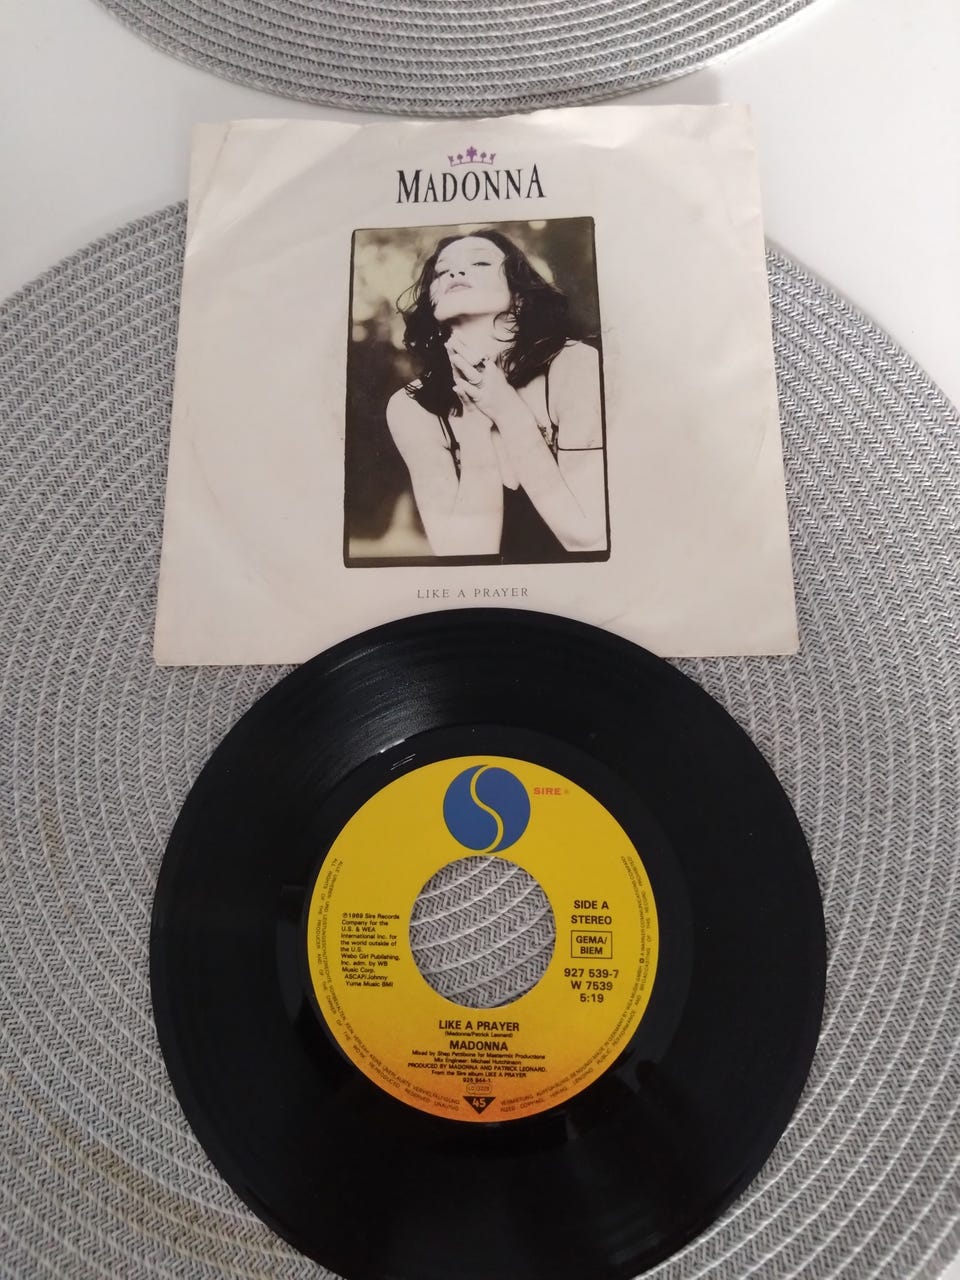 MADONNA
LIKE A PRAYER
SIRE
SIDE A
STEREO
GEMA/
BIEM
927 539-7
W 7539
5:19
℗1989 Sire Records
Company for the
U.S. & WEA
International Inc. for
the world outside of
the U.S.
Webo Girl Publishing,
Inc. adm. by WB
Music Corp.
ASCAP/Johnny
Yuma Music BMI
LIKE A PRAYER
(Madonna/Patrick Leonard)
MADONNA
Mixed by Shep Pettibone for Mastermix Productions
Mix Engineer: Michael Hutchinson
PRODUCED BY MADONNA AND PATRICK LEONARD.
From the Sire album LIKE A PRAYER
925 844-1
45